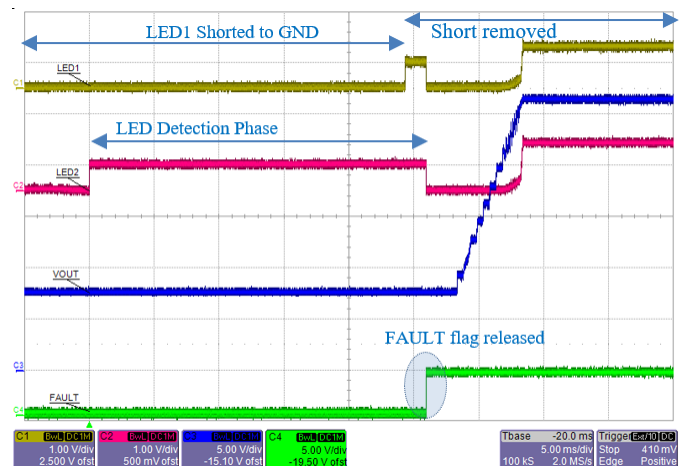 LED1 Shorted to GND
Short removed
LED1
C1
LED Detection Phase
LED2
C2
VOUT
FAULT flag released
C3
FAULT
C4
C1 BwL DC1M
1.00 V/div
2.500 V ofst
C2 BwL DC1M
1.00 V/div
500 mV ofst
5.00 V/div
-15.10 V ofst
C4 BwL DC1M
5.00 V/div
-19.50 V ofst
Tbase -20.0 ms
5.00 ms/div
100 kS 2.0 MS/s
Trigger Ext/10 DC
Stop 410 mV
Edge Positive